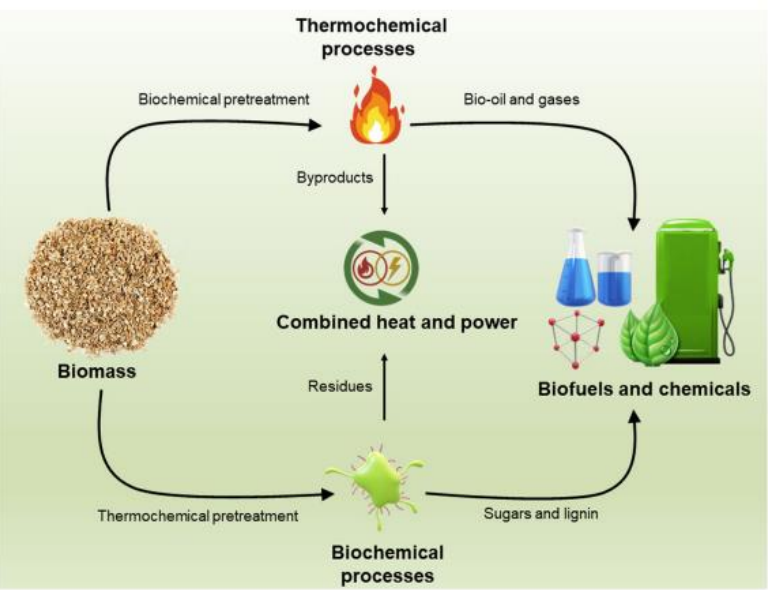 Thermochemical
processes
Biochemical pretreatment
Bio-oil and gases
Byproducts
Combined heat and power
Biomass
Residues
Biofuels and chemicals
Thermochemical pretreatment
Sugars and lignin
Biochemical
processes